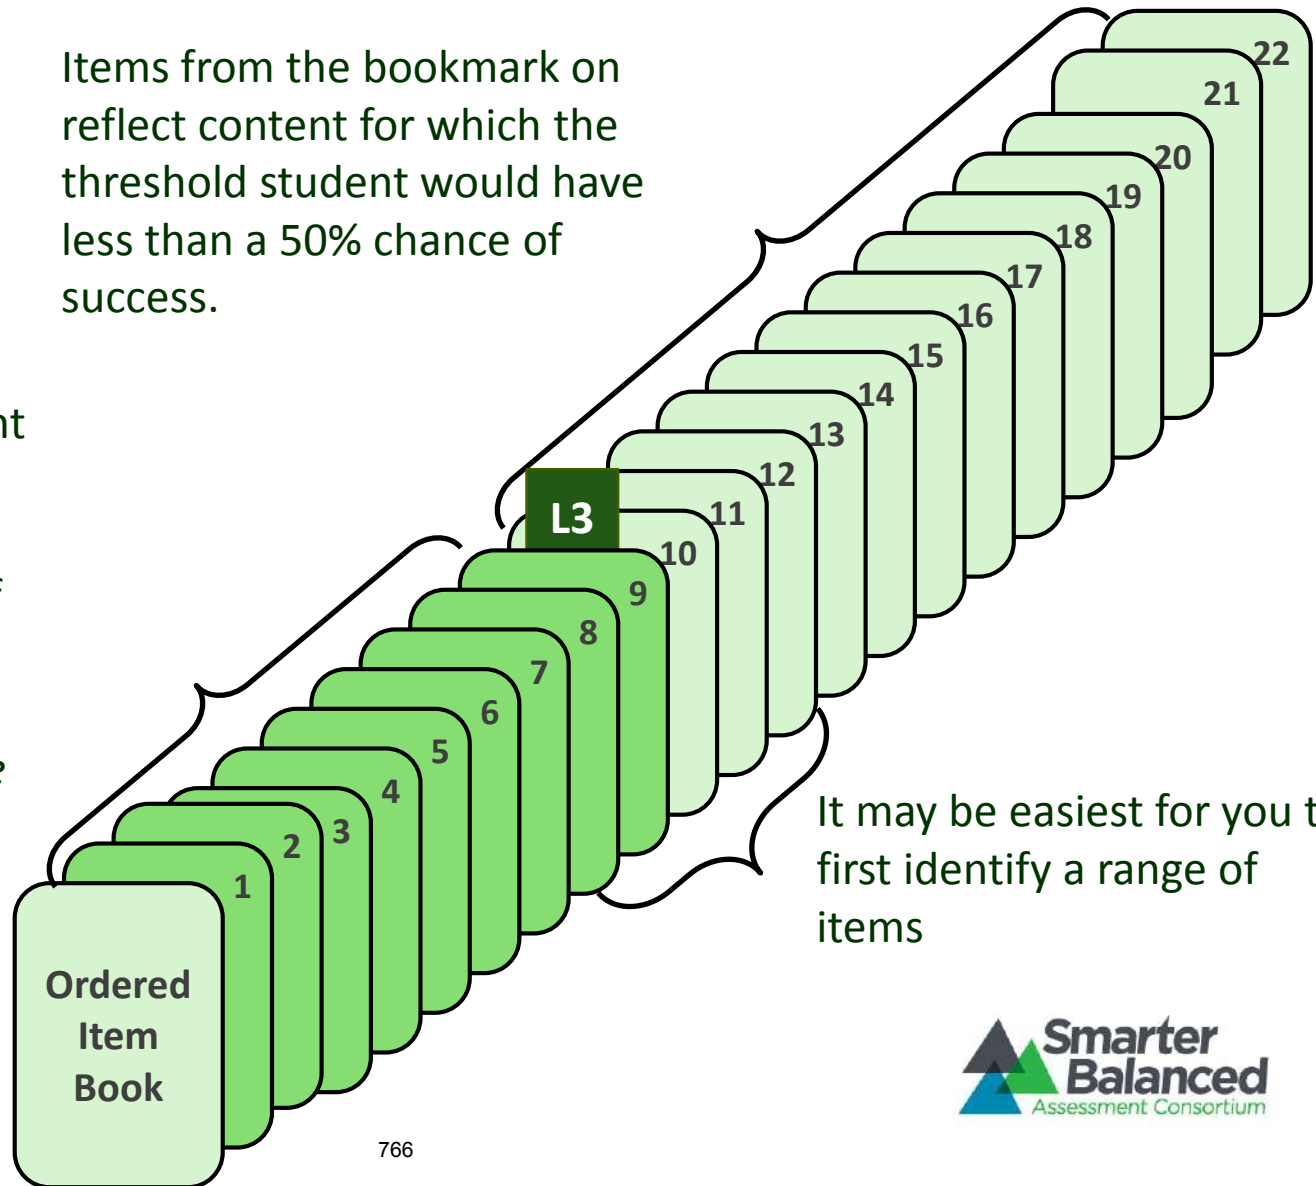 Items from the bookmark on
reflect content for which the
threshold student would have
less than a 50% chance of
success.
nt
?
22
21
20
19
18
17
16
15
14
13
12
11
10
L3
9
8
7
6
5
4
3
2
1
Ordered
Item
Book
It may be easiest for you t
first identify a range of
items
Smarter
Balanced
Assessment Consortium
766